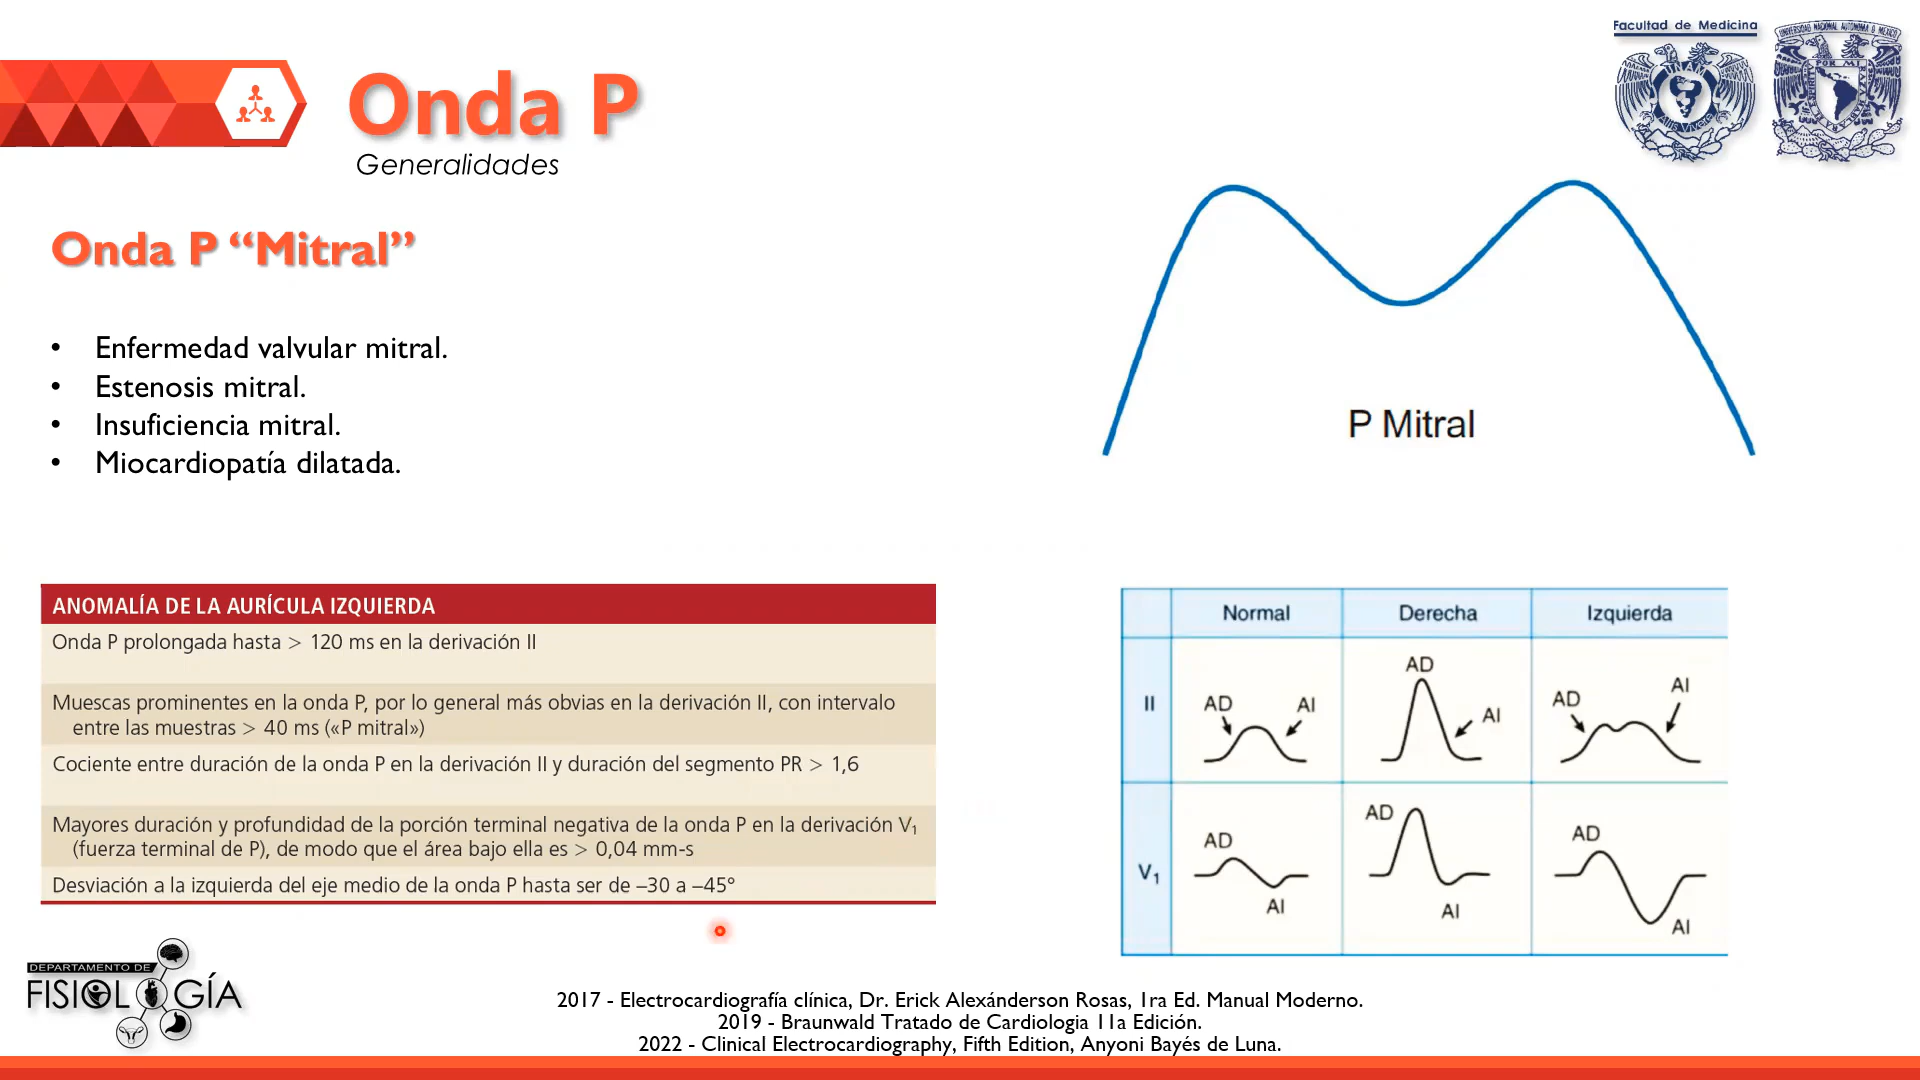 Facultad de Medicina
UNAM
POR MI
Onda P
Generalidades
Onda P “Mitral”
• Enfermedad valvular mitral.
• Estenosis mitral.
• Insuficiencia mitral.
• Miocardiopatía dilatada.
P Mitral
ANOMALÍA DE LA AURÍCULA IZQUIERDA
Onda P prolongada hasta > 120 ms en la derivación II
Muescas prominentes en la onda P, por lo general más obvias en la derivación II, con intervalo
entre las muestras > 40 ms («P mitral»)
Cociente entre duración de la onda P en la derivación II y duración del segmento PR > 1,6
Mayores duración y profundidad de la porción terminal negativa de la onda P en la derivación V₁
(fuerza terminal de P), de modo que el área bajo ella es > 0,04 mm-s
Desviación a la izquierda del eje medio de la onda P hasta ser de –30 a –45°
Normal Derecha Izquierda
II AD AI AD AI AD AI
V₁ AD AI AD AI AD AI
DEPARTAMENTO DE
FISIOLOGÍA
2017 - Electrocardiografía clínica, Dr. Erick Alexánderson Rosas, 1ra Ed. Manual Moderno.
2019 - Braunwald Tratado de Cardiologia 11a Edición.
2022 - Clinical Electrocardiography, Fifth Edition, Anyoni Bayés de Luna.